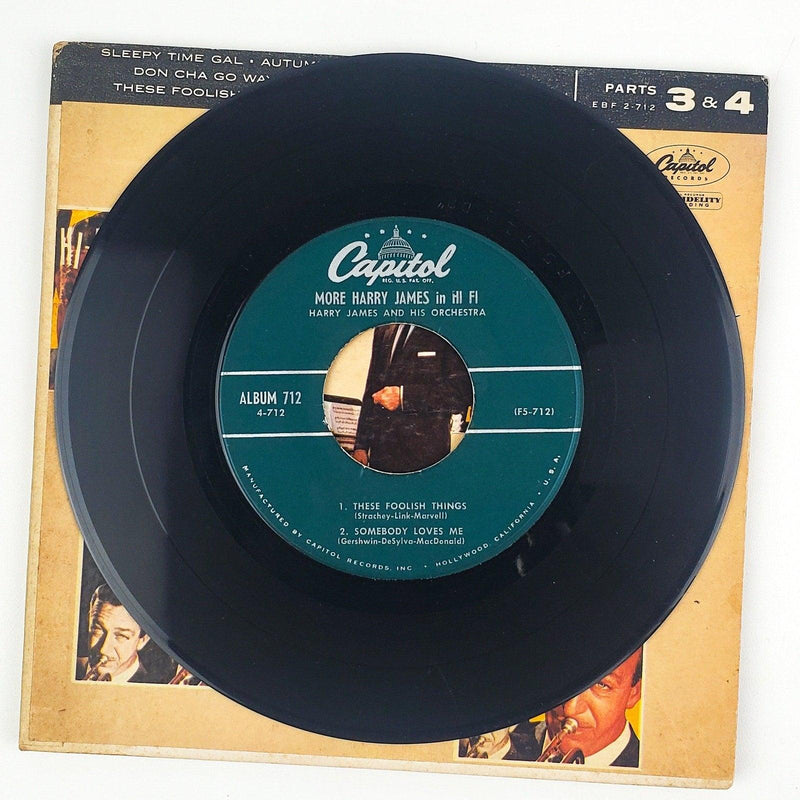 SLEEPY TIME GAL • AUTUM
DON CHA GO WAY
THESE FOOLISH
PARTS 3 & 4
EBF 2-712
Capitol
RECORDS
Capitol
REG. U.S. PAT. OFF.
MORE HARRY JAMES in HI FI
HARRY JAMES AND HIS ORCHESTRA
ALBUM 712
4-712
(F5-712)
1. THESE FOOLISH THINGS
(Strachey-Link-Marvell)
2. SOMEBODY LOVES ME
(Gershwin-DeSylva-MacDonald)
MANUFACTURED BY CAPITOL RECORDS, INC • HOLLYWOOD, CALIFORNIA • U.S.A.